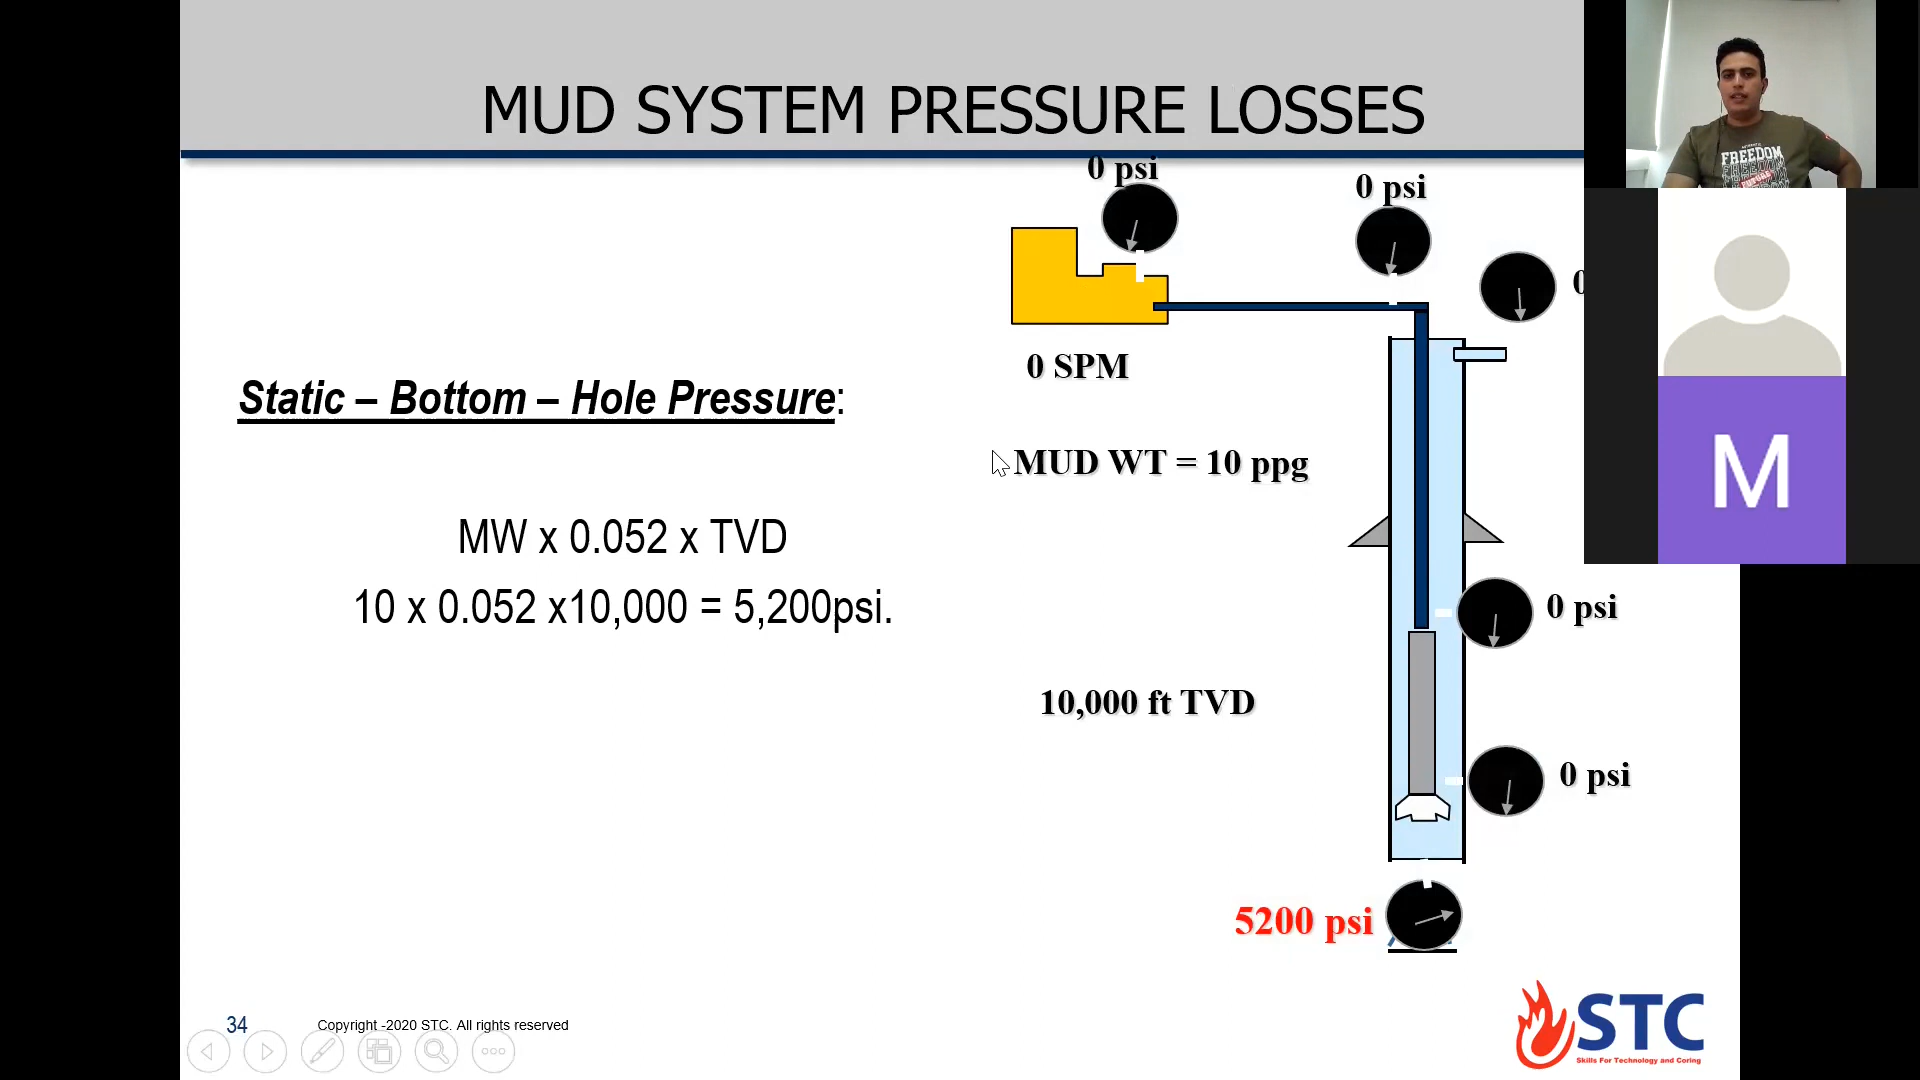 MUD SYSTEM PRESSURE LOSSES
0 psi
0 psi
0
0 SPM
Static – Bottom – Hole Pressure:
MUD WT = 10 ppg
MW x 0.052 x TVD
10 x 0.052 x10,000 = 5,200psi.
0 psi
10,000 ft TVD
0 psi
5200 psi
34
Copyright -2020 STC. All rights reserved
STC
Skills For Technology and Coring
FREEDOM
FREEDOM
M